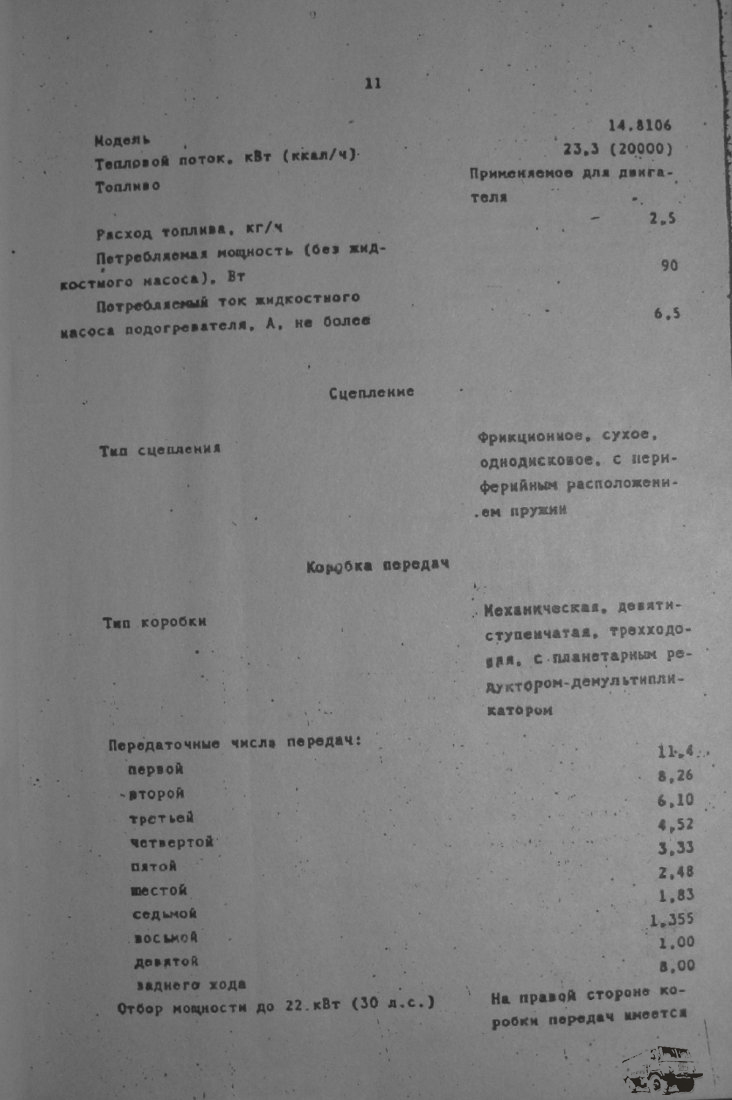 11
Модель 14.8106
Тепловой поток, кВт (ккал/ч) 23,3 (20000)
Топливо Применяемое для двига-
теля
Расход топлива, кг/ч 2,5
Петребляемая мощность (без жид-
костного насоса), Вт 90
Потребляемый ток жидкостного
насоса подогревателя, А, не более 6,5
Сцепление
Тип сцепления Фрикционное, сухое,
однодисковое, с пери-
ферийным расположени-
ем пружин
Коробка передач
Тип коробки Механическая, девяти-
ступенчатая, трехходо-
вая, с планетарным ре-
дуктором-демультипли-
катором
Передаточные числа передач:
первой 11,4
второй 8,26
третьей 6,10
четвертой 4,52
пятой 3,33
шестой 2,48
седьмой 1,83
восьмой 1,355
девятой 1,00
заднего хода 8,00
Отбор мощности до 22 кВт (30 л.с.) На правой стороне ко-
робки передач имеется